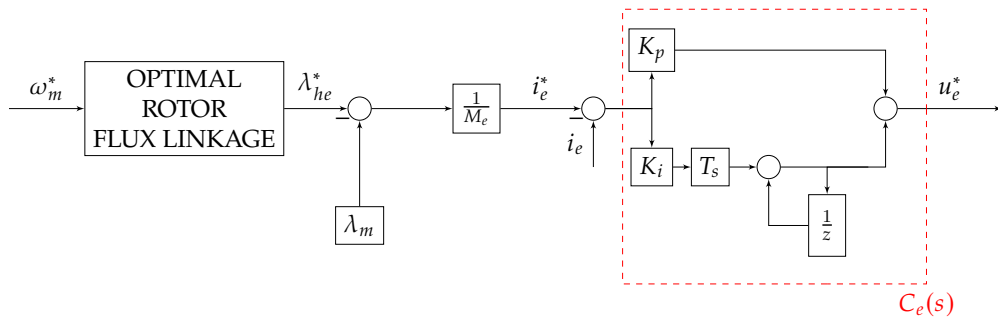 ω*ₘ
OPTIMAL
ROTOR
FLUX LINKAGE
λ*ₕₑ
−
λₘ
1/Mₑ
i*ₑ
−
iₑ
Kₚ
Kᵢ
Tₛ
1/z
u*ₑ
Cₑ(s)